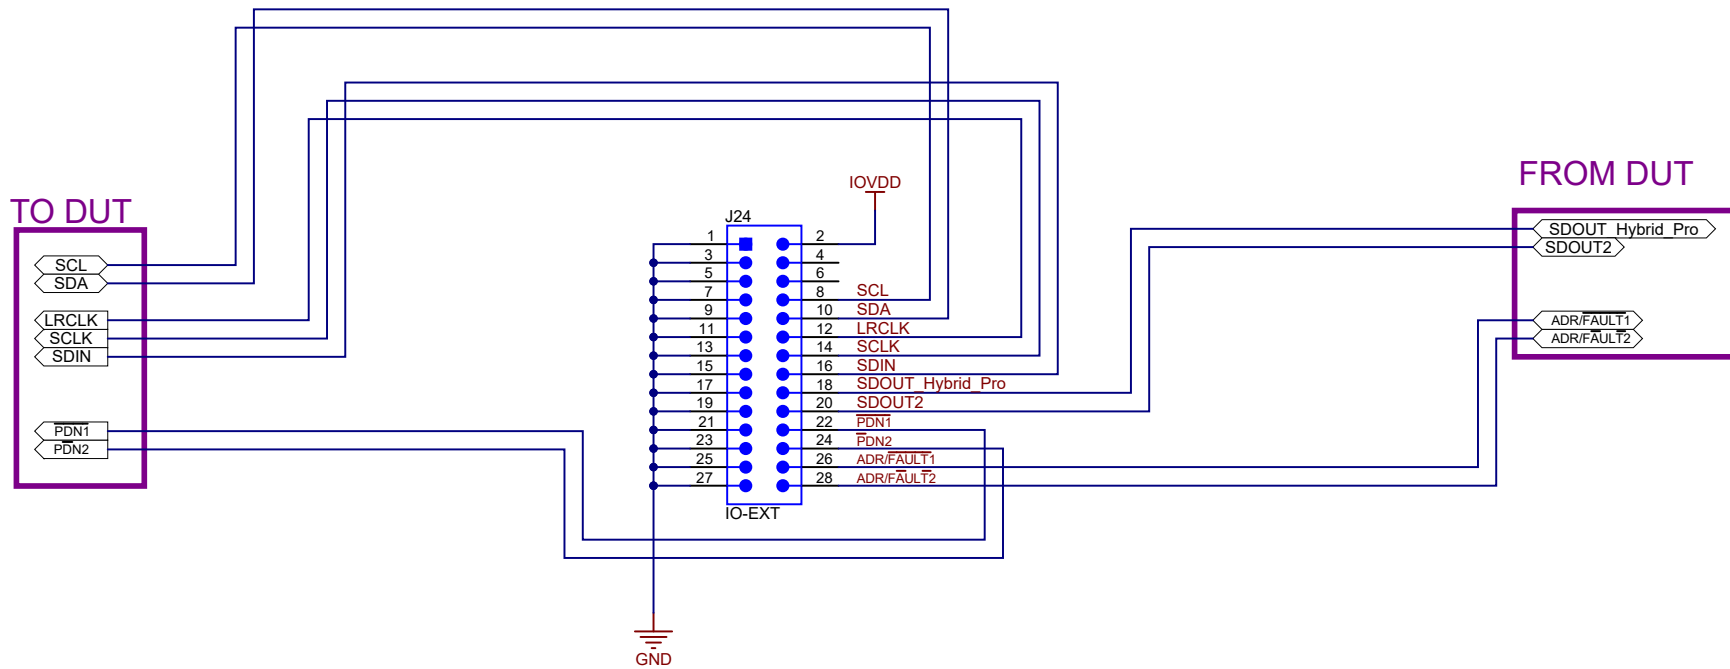 IOVDD
FROM DUT
TO DUT
J24
SCL
SDA
LRCLK
SCLK
SDIN
PDN1
PDN2
1 2
3 4
5 6
7 8 SCL
9 10 SDA
11 12 LRCLK
13 14 SCLK
15 16 SDIN
17 18 SDOUT_Hybrid_Pro
19 20 SDOUT2
21 22 PDN1
23 24 PDN2
25 26 ADR/FAULT1
27 28 ADR/FAULT2
IO-EXT
SDOUT_Hybrid_Pro
SDOUT2
ADR/FAULT1
ADR/FAULT2
GND